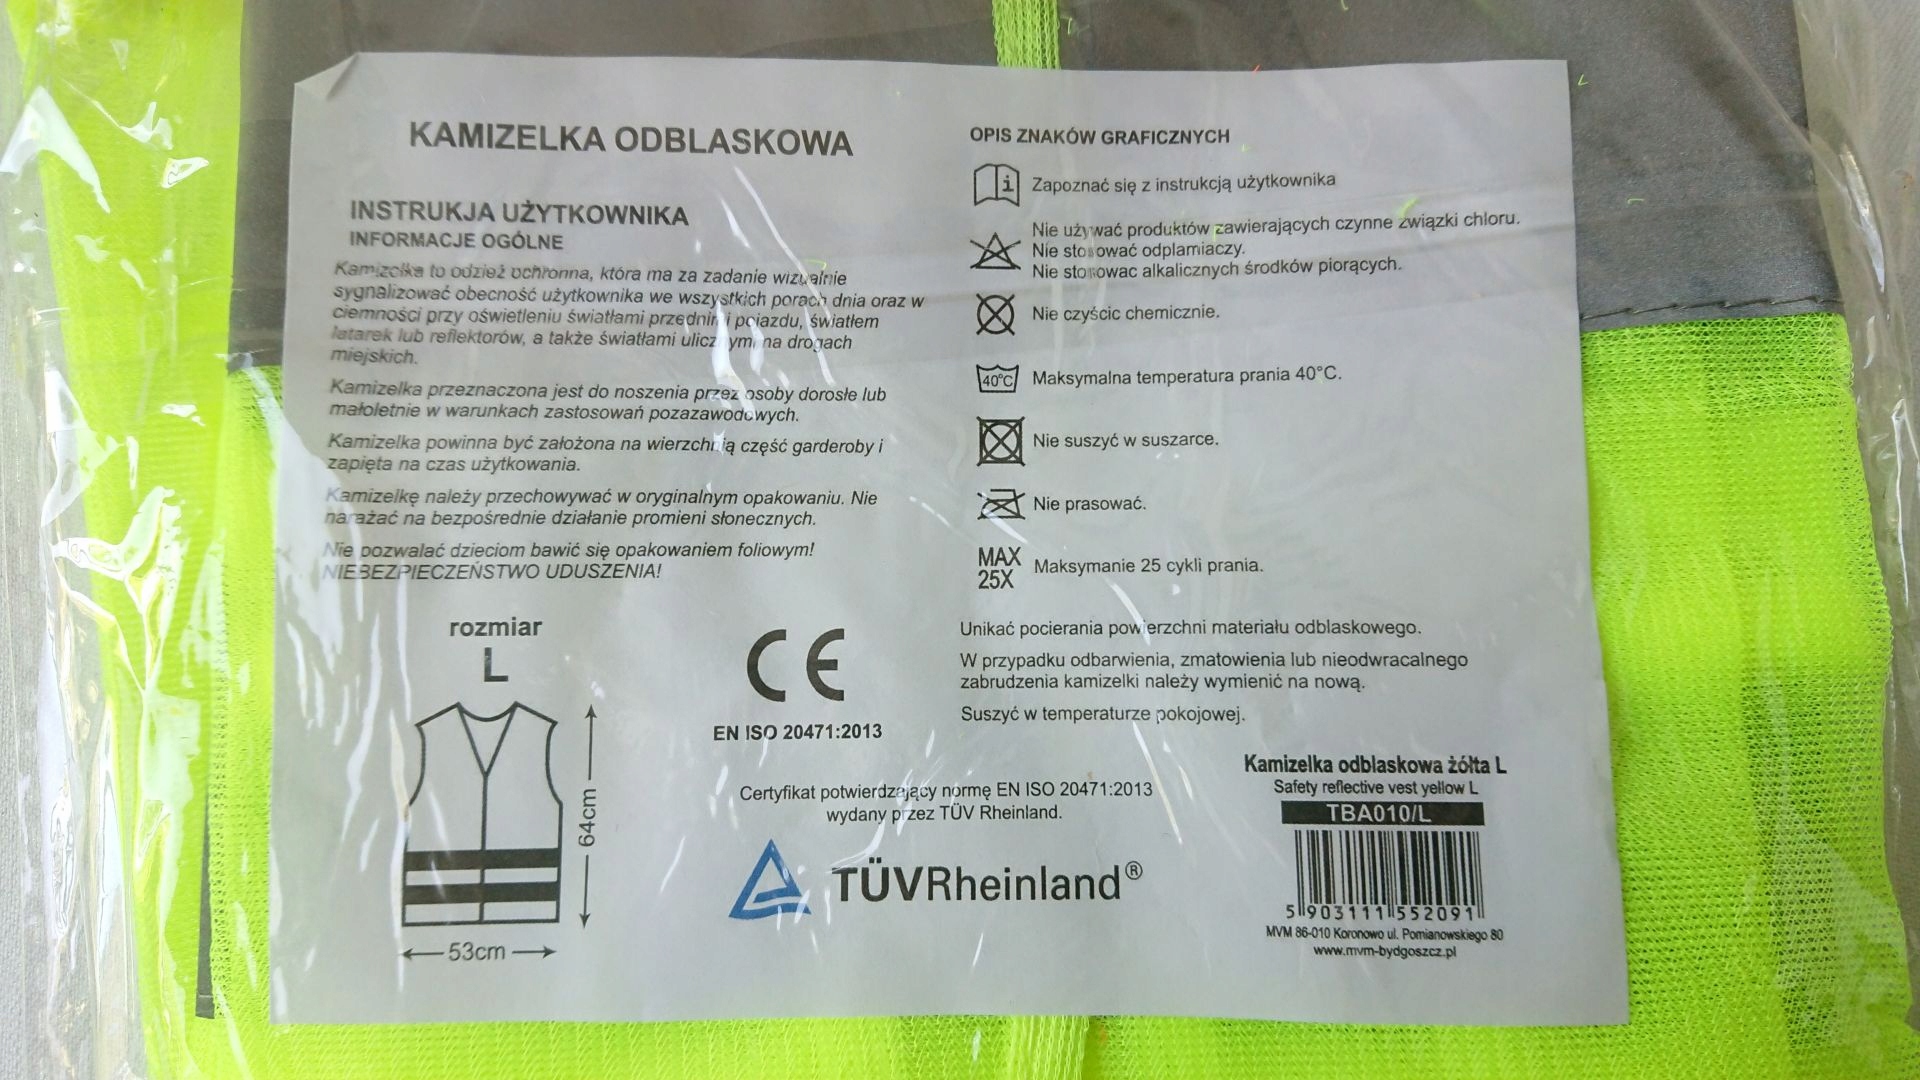 KAMIZELKA ODBLASKOWA
INSTRUKJA UŻYTKOWNIKA
INFORMACJE OGÓLNE
Kamizelka to odzież ochronna, która ma za zadanie wizualnie
sygnalizować obecność użytkownika we wszystkich porach dnia oraz w
ciemności przy oświetleniu światłami przednimi pojazdu, światłem
latarek lub reflektorów, a także światłami ulicznymi na drogach
miejskich.
Kamizelka przeznaczona jest do noszenia przez osoby dorosłe lub
małoletnie w warunkach zastosowań pozazawodowych.
Kamizelka powinna być założona na wierzchnią część garderoby i
zapięta na czas użytkowania.
Kamizelkę należy przechowywać w oryginalnym opakowaniu. Nie
narażać na bezpośrednie działanie promieni słonecznych.
Nie pozwalać dzieciom bawić się opakowaniem foliowym!
NIEBEZPIECZEŃSTWO UDUSZENIA!
rozmiar
L
64cm
53cm
CE
EN ISO 20471:2013
Certyfikat potwierdzający normę EN ISO 20471:2013
wydany przez TÜV Rheinland.
TÜVRheinland®
OPIS ZNAKÓW GRAFICZNYCH
i Zapoznać się z instrukcją użytkownika
Nie używać produktów zawierających czynne związki chloru.
Nie stosować odplamiaczy.
Nie stosowac alkalicznych środków piorących.
Nie czyścic chemicznie.
40°C Maksymalna temperatura prania 40°C.
Nie suszyć w suszarce.
Nie prasować.
MAX
25X Maksymanie 25 cykli prania.
Unikać pocierania powierzchni materiału odblaskowego.
W przypadku odbarwienia, zmatowienia lub nieodwracalnego
zabrudzenia kamizelki należy wymienić na nową.
Suszyć w temperaturze pokojowej.
Kamizelka odblaskowa żółta L
Safety reflective vest yellow L
TBA010/L
5 903111 552091
MVM 86-010 Koronowo ul. Pomianowskiego 80
www.mvm-bydgoszcz.pl